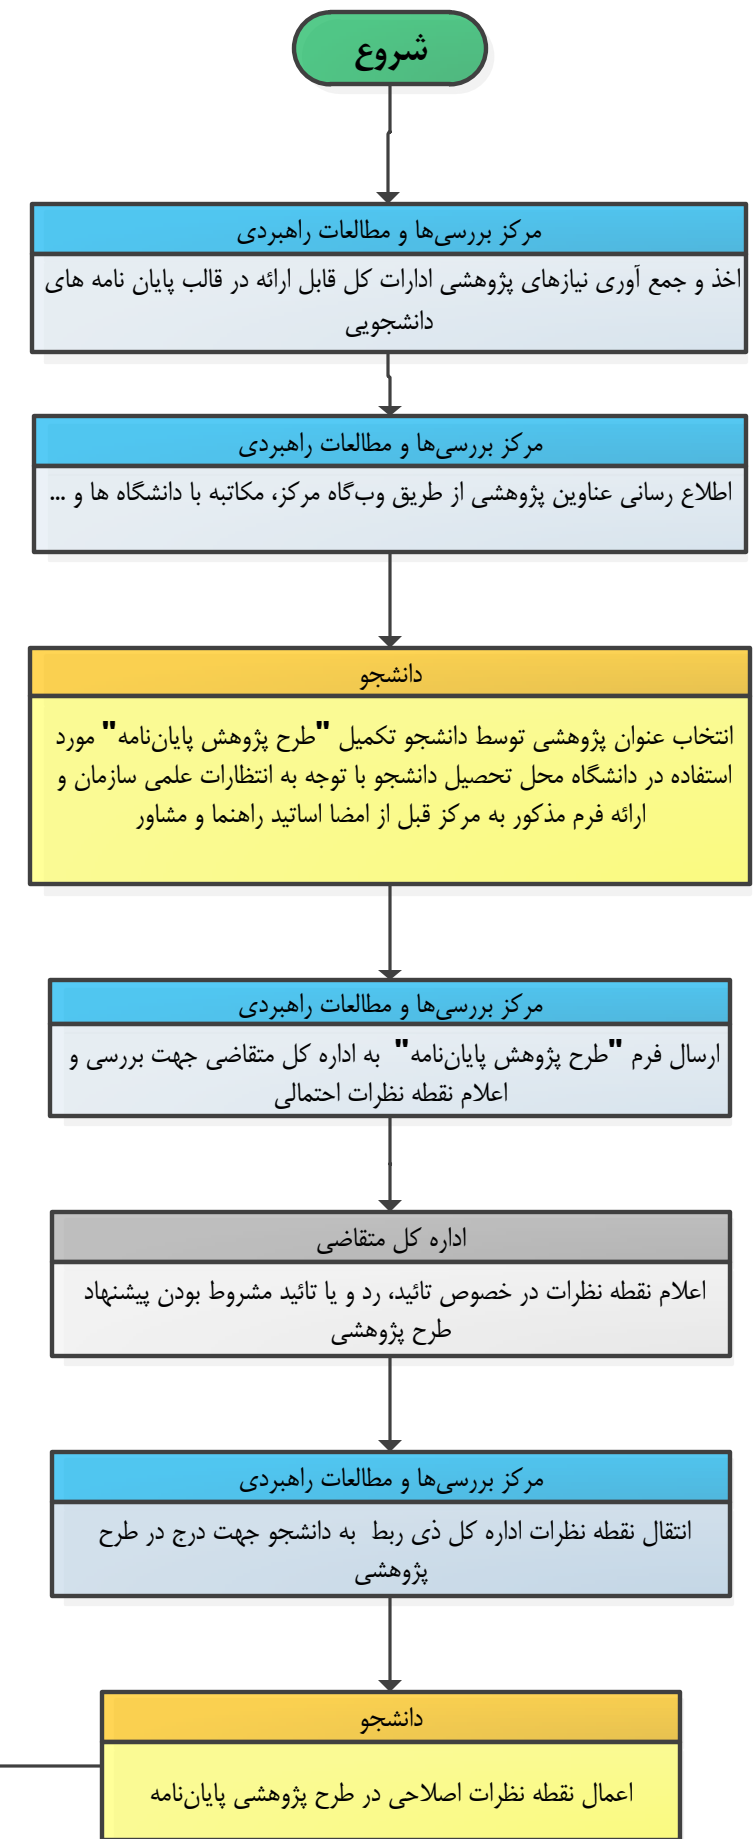 شروع
مرکز بررسی‌ها و مطالعات راهبردی
اخذ و جمع آوری نیازهای پژوهشی ادارات کل قابل ارائه در قالب پایان نامه های
دانشجویی
مرکز بررسی‌ها و مطالعات راهبردی
اطلاع رسانی عناوین پژوهشی از طریق وب‌گاه مرکز، مکاتبه با دانشگاه ها و ...
دانشجو
انتخاب عنوان پژوهشی توسط دانشجو تکمیل "طرح پژوهش پایان‌نامه" مورد
استفاده در دانشگاه محل تحصیل دانشجو با توجه به انتظارات علمی سازمان و
ارائه فرم مذکور به مرکز قبل از امضا اساتید راهنما و مشاور
مرکز بررسی‌ها و مطالعات راهبردی
ارسال فرم "طرح پژوهش پایان‌نامه" به اداره کل متقاضی جهت بررسی و
اعلام نقطه نظرات احتمالی
اداره کل متقاضی
اعلام نقطه نظرات در خصوص تائید، رد و یا تائید مشروط بودن پیشنهاد
طرح پژوهشی
مرکز بررسی‌ها و مطالعات راهبردی
انتقال نقطه نظرات اداره کل ذی ربط به دانشجو جهت درج در طرح
پژوهشی
دانشجو
اعمال نقطه نظرات اصلاحی در طرح پژوهشی پایان‌نامه